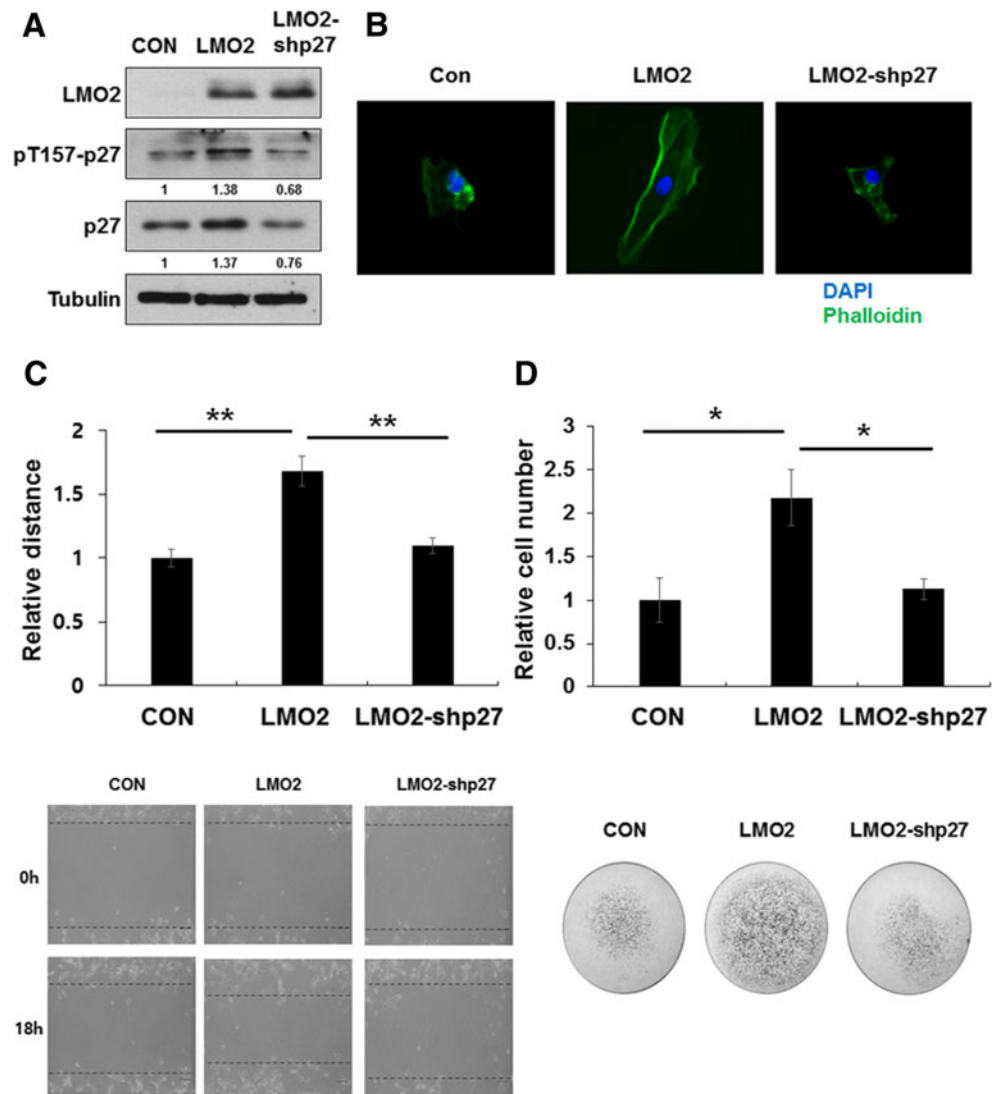 A
CON LMO2 LMO2-
shp27
LMO2
pT157-p27
1 1.38 0.68
p27
1 1.37 0.76
Tubulin
B
Con LMO2 LMO2-shp27
DAPI
Phalloidin
C
** **
2
1.5
1
0.5
0
Relative distance
CON LMO2 LMO2-shp27
CON LMO2 LMO2-shp27
0h
18h
D
* *
3
2.5
2
1.5
1
0.5
0
Relative cell number
CON LMO2 LMO2-shp27
CON LMO2 LMO2-shp27